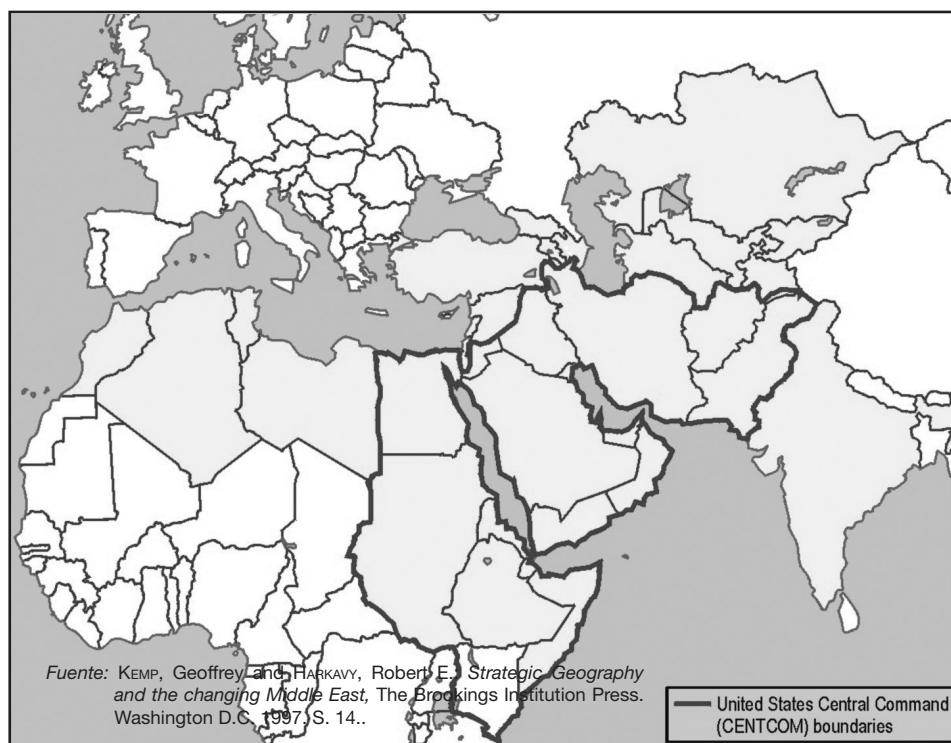 Fuente: KEMP, Geoffrey and HARKAVY, Robert E. Strategic Geography
and the changing Middle East, The Brookings Institution Press.
Washington D.C. 1997, S. 14..
United States Central Command
(CENTCOM) boundaries